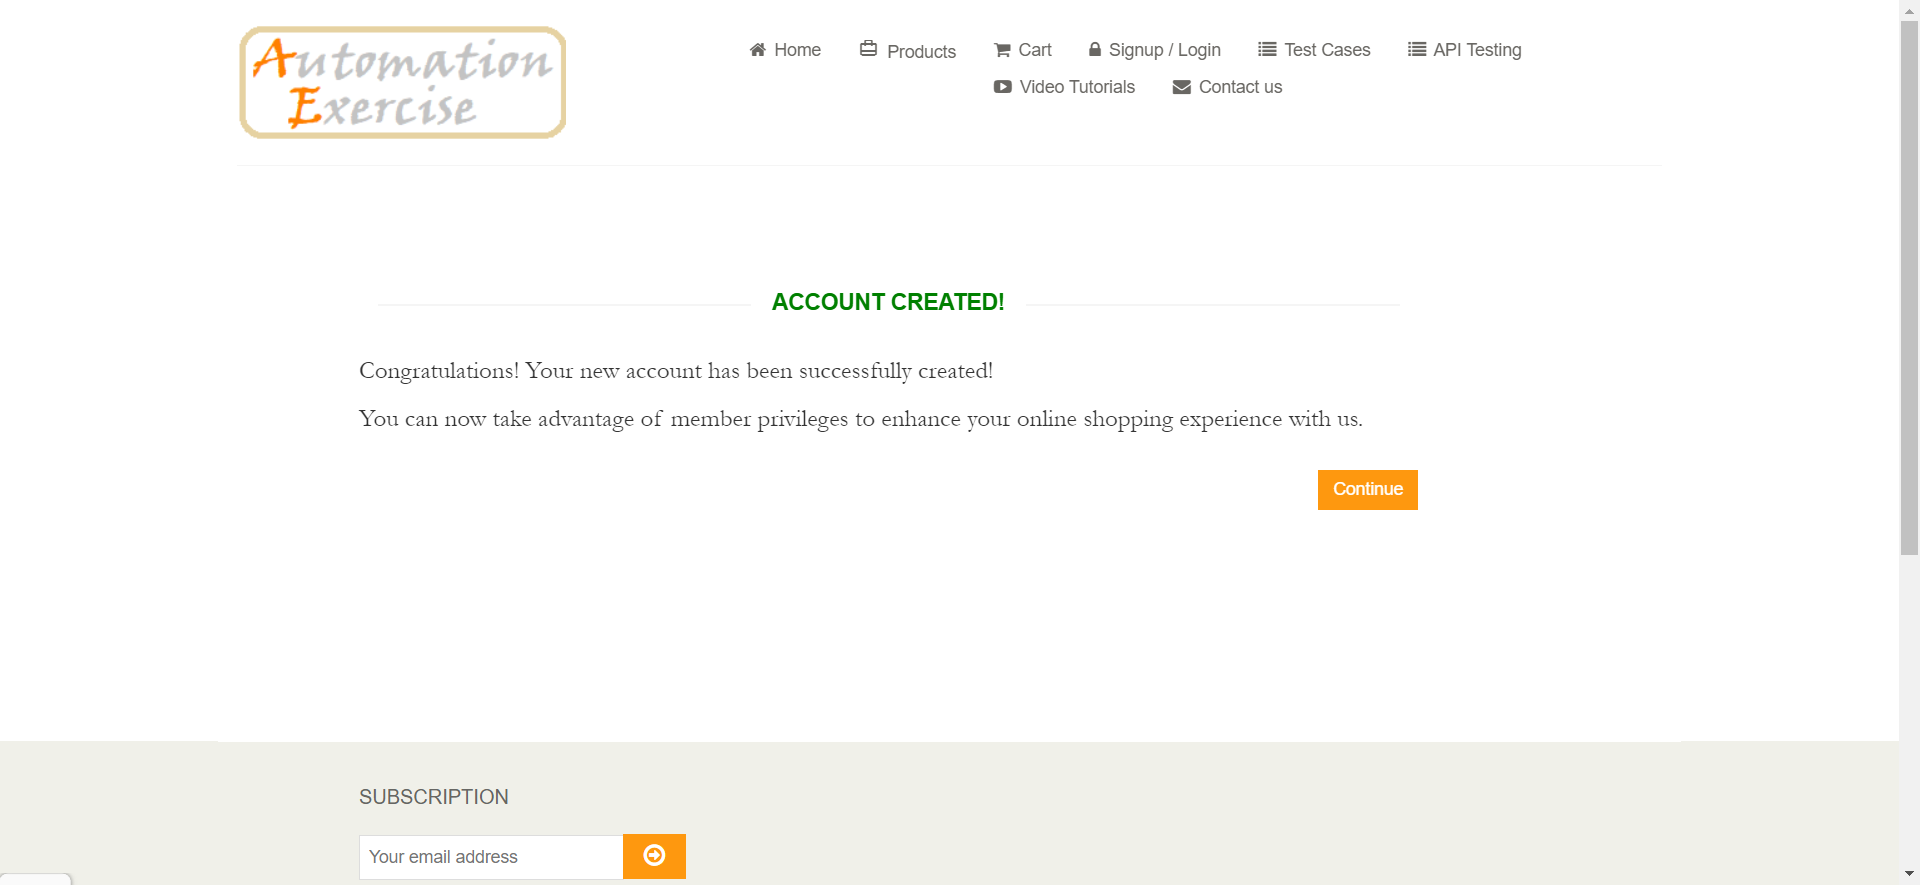 Automation
Exercise
Home
Products
Cart
Signup / Login
Test Cases
API Testing
Video Tutorials
Contact us
ACCOUNT CREATED!
Congratulations! Your new account has been successfully created!
You can now take advantage of member privileges to enhance your online shopping experience with us.
Continue
SUBSCRIPTION
Your email address